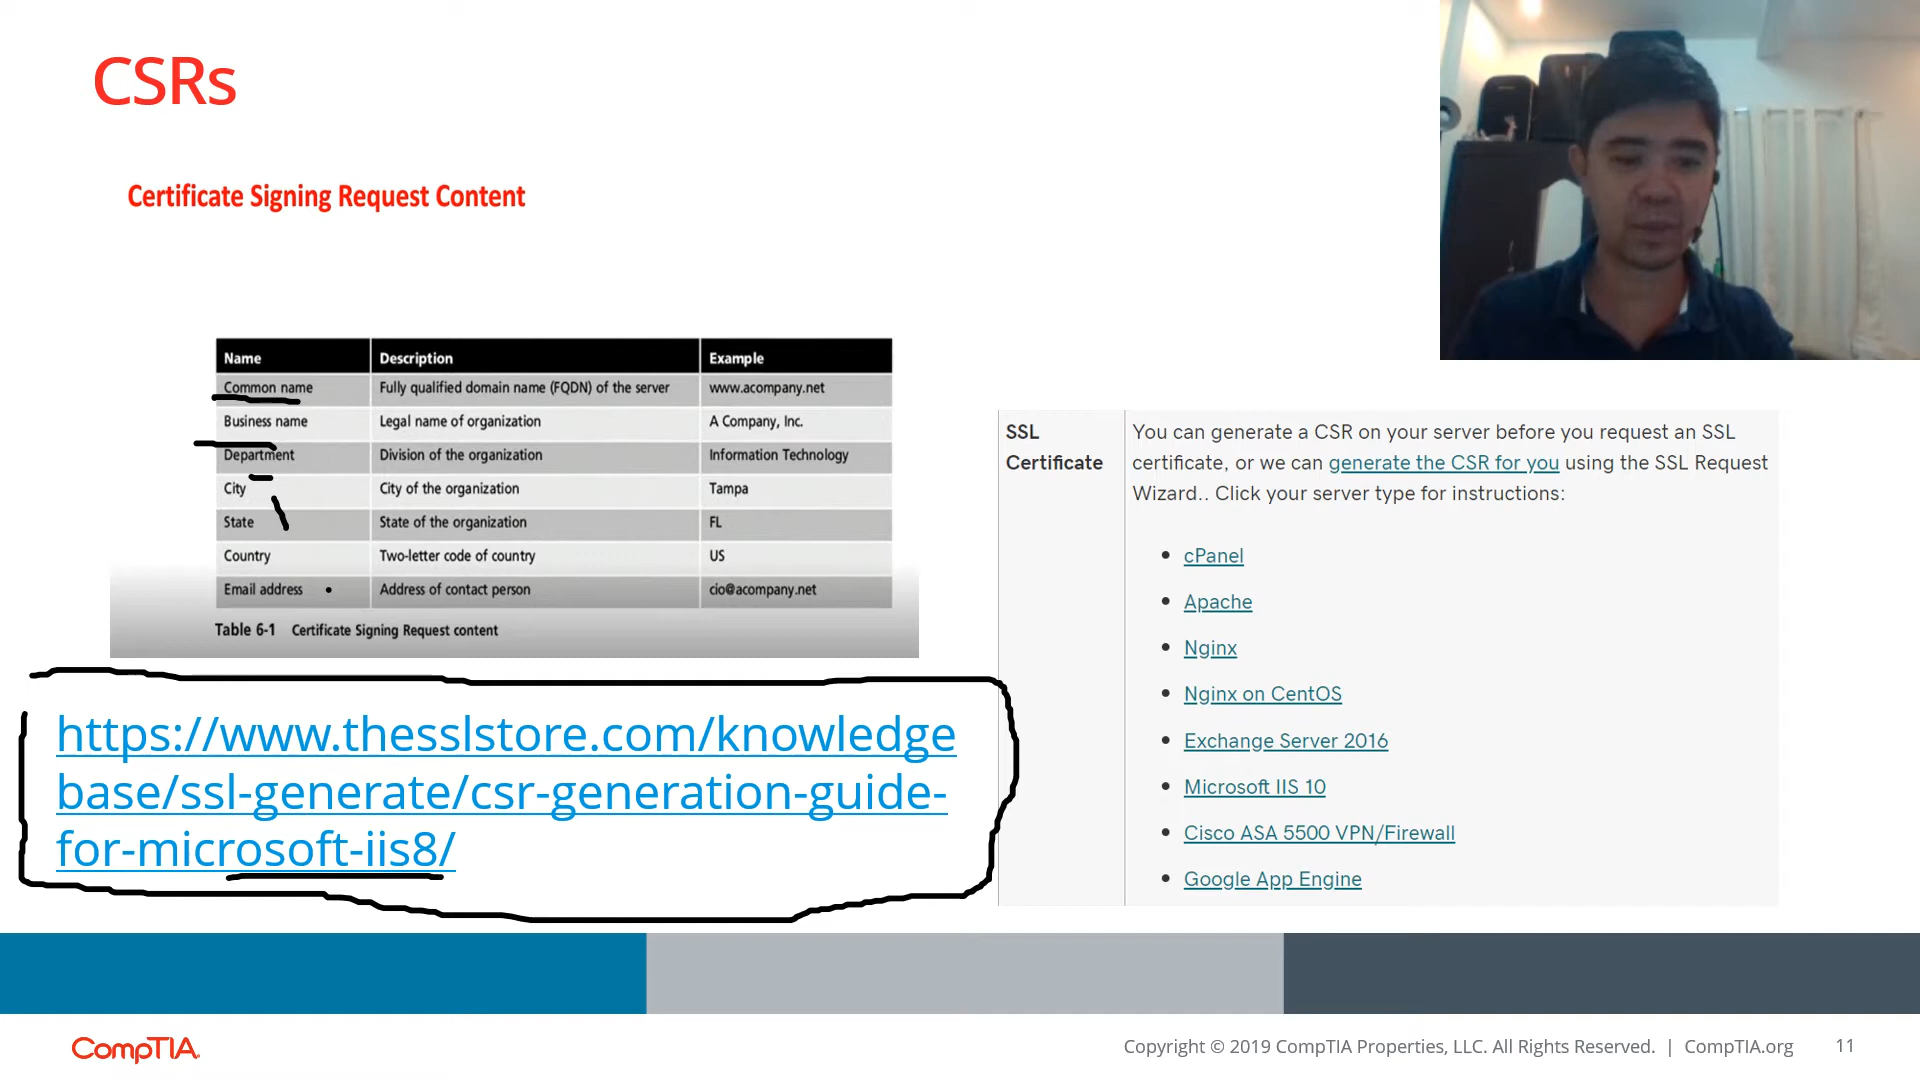 CSRs
Certificate Signing Request Content
Name Description Example
Common name Fully qualified domain name (FQDN) of the server www.acompany.net
Business name Legal name of organization A Company, Inc.
Department Division of the organization Information Technology
City City of the organization Tampa
State State of the organization FL
Country Two-letter code of country US
Email address Address of contact person cio@acompany.net
Table 6-1 Certificate Signing Request content
https://www.thesslstore.com/knowledge
base/ssl-generate/csr-generation-guide-
for-microsoft-iis8/
SSL
Certificate
You can generate a CSR on your server before you request an SSL
certificate, or we can generate the CSR for you using the SSL Request
Wizard.. Click your server type for instructions:
• cPanel
• Apache
• Nginx
• Nginx on CentOS
• Exchange Server 2016
• Microsoft IIS 10
• Cisco ASA 5500 VPN/Firewall
• Google App Engine
CompTIA.
Copyright © 2019 CompTIA Properties, LLC. All Rights Reserved. | CompTIA.org 11